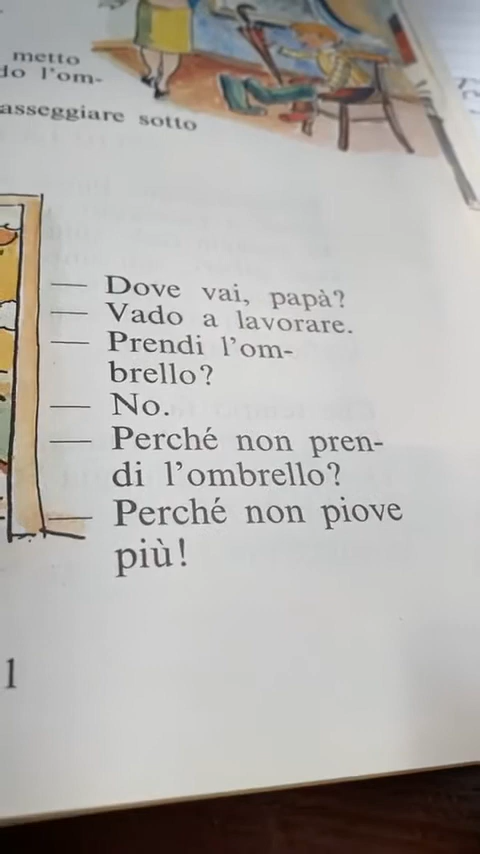 metto
do l'om-
asseggiare sotto
— Dove vai, papà?
— Vado a lavorare.
— Prendi l'om-
brello?
— No.
— Perché non pren-
di l'ombrello?
— Perché non piove
più!
1